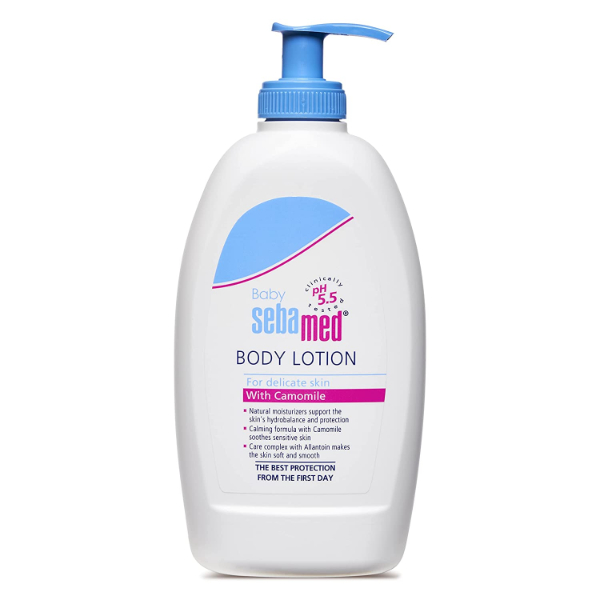 Baby
clinically tested
pH
5.5
sebamed®
BODY LOTION
For delicate skin
With Camomile
▪ Natural moisturizers support the
skin's hydrobalance and protection
▪ Calming formula with Camomile
soothes sensitive skin
▪ Care complex with Allantoin makes
the skin soft and smooth
THE BEST PROTECTION
FROM THE FIRST DAY